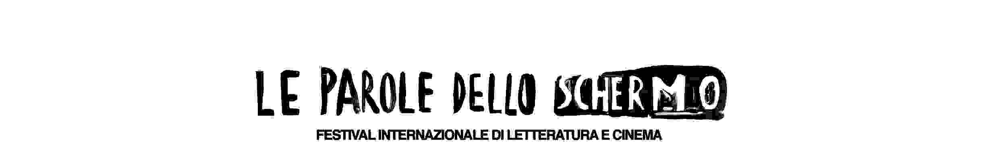 LE PAROLE DELLO SCHERMO
FESTIVAL INTERNAZIONALE DI LETTERATURA E CINEMA